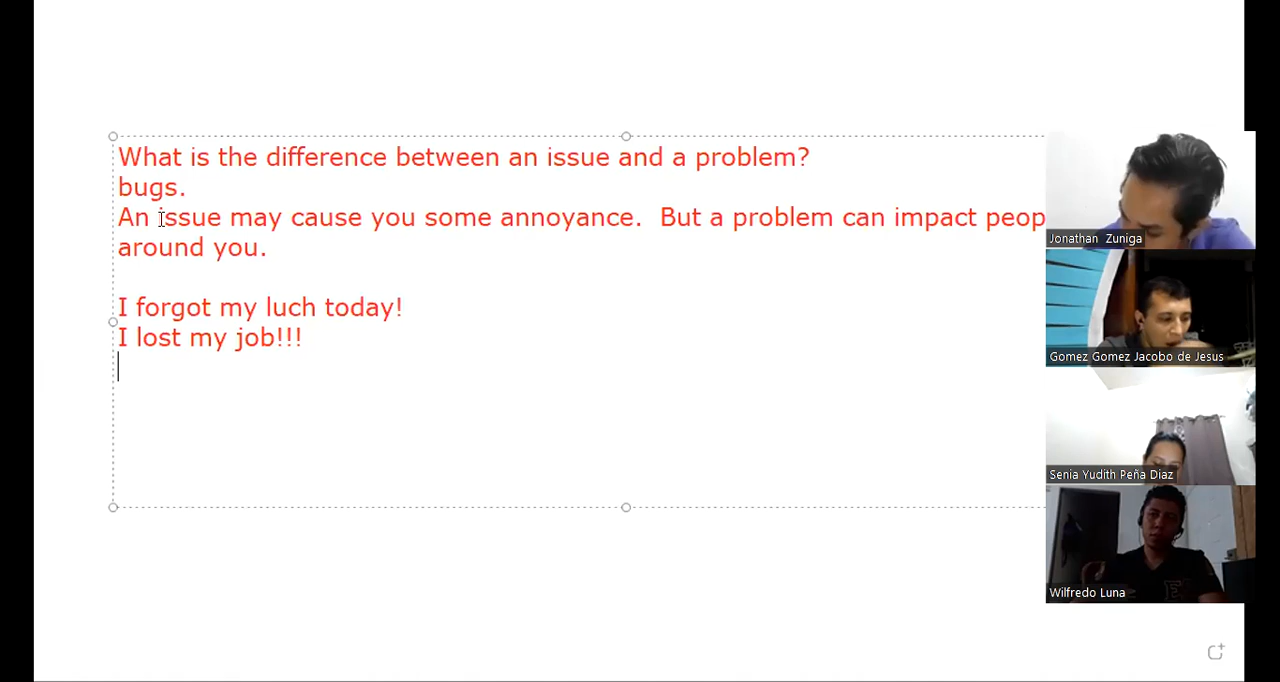 What is the difference between an issue and a problem?
bugs.
An issue may cause you some annoyance.  But a problem can impact peop
around you.
I forgot my luch today!
I lost my job!!!
Jonathan  Zuniga
Gomez Gomez Jacobo de Jesus
Senia Yudith Peña Diaz
Wilfredo Luna